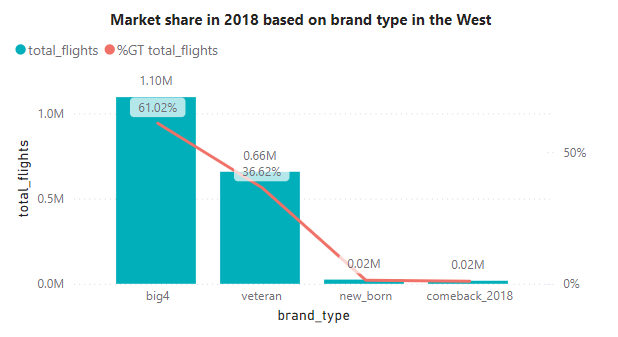 Market share in 2018 based on brand type in the West
total_flights %GT total_flights
1.10M
61.02%
1.0M
0.66M
36.62%
50%
0.5M
0.02M
0.02M
0.0M
0%
big4 veteran new_born comeback_2018
brand_type
total_flights